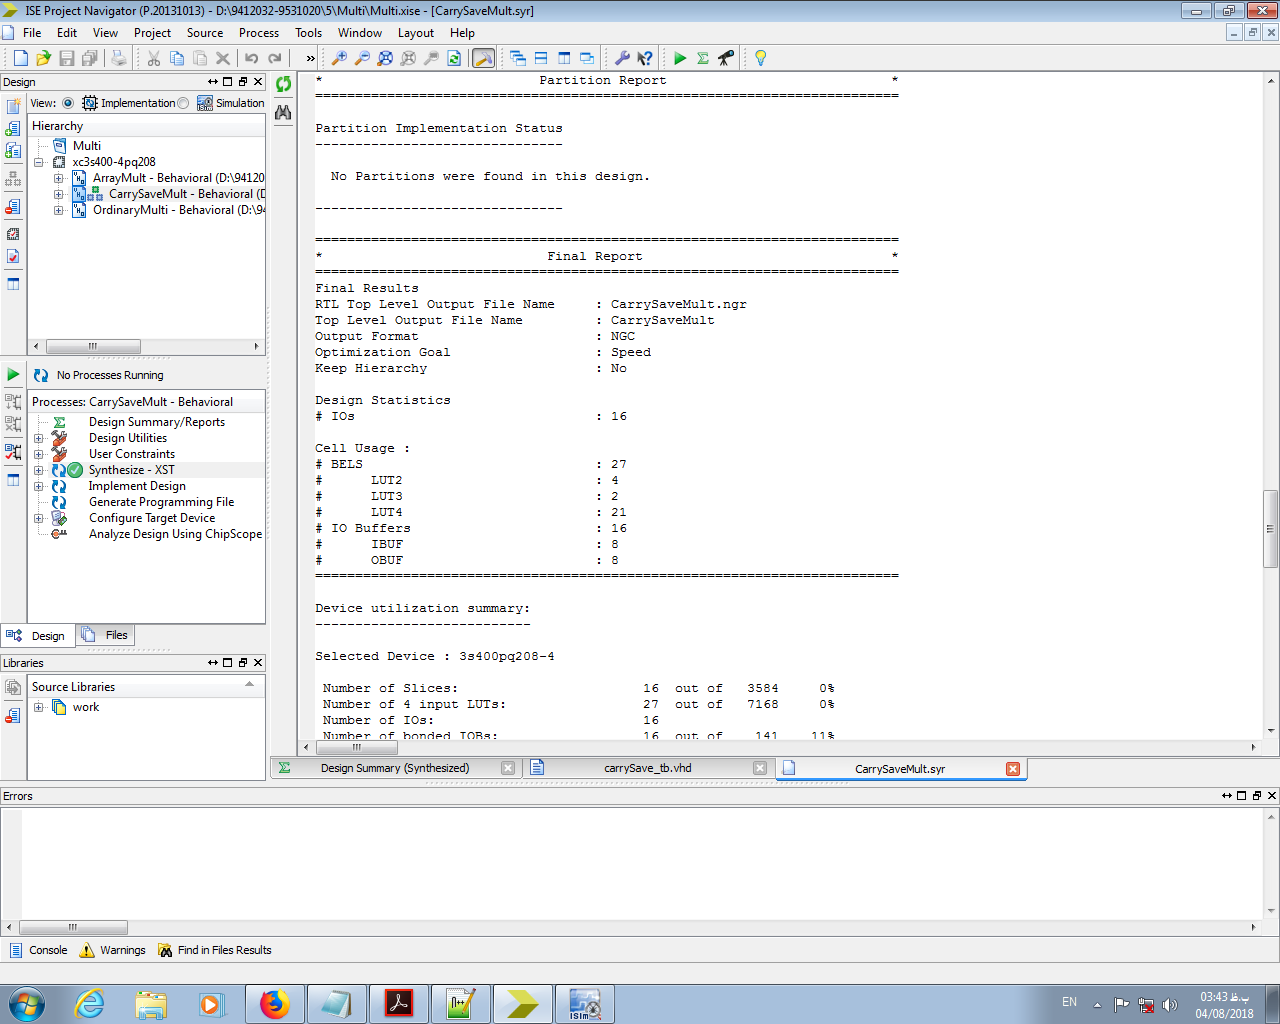 ISE Project Navigator (P.20131013) - D:\9412032-9531020\5\Multi\Multi.xise - [CarrySaveMult.syr]
File Edit View Project Source Process Tools Window Layout Help
Design
View: Implementation Simulation
Hierarchy
Multi
xc3s400-4pq208
ArrayMult - Behavioral (D:\94120
CarrySaveMult - Behavioral (D
OrdinaryMulti - Behavioral (D:\94
No Processes Running
Processes: CarrySaveMult - Behavioral
Design Summary/Reports
Design Utilities
User Constraints
Synthesize - XST
Implement Design
Generate Programming File
Configure Target Device
Analyze Design Using ChipScope
Design Files
Libraries
Source Libraries
work
* Partition Report *
=========================================================================
Partition Implementation Status
-------------------------------
No Partitions were found in this design.
-------------------------------
=========================================================================
* Final Report *
=========================================================================
Final Results
RTL Top Level Output File Name : CarrySaveMult.ngr
Top Level Output File Name : CarrySaveMult
Output Format : NGC
Optimization Goal : Speed
Keep Hierarchy : No
Design Statistics
# IOs : 16
Cell Usage :
# BELS : 27
# LUT2 : 4
# LUT3 : 2
# LUT4 : 21
# IO Buffers : 16
# IBUF : 8
# OBUF : 8
=========================================================================
Device utilization summary:
---------------------------
Selected Device : 3s400pq208-4
Number of Slices: 16 out of 3584 0%
Number of 4 input LUTs: 27 out of 7168 0%
Number of IOs: 16
Number of bonded IOBs: 16 out of 141 11%
Design Summary (Synthesized) carrySave_tb.vhd CarrySaveMult.syr
Errors
Console Warnings Find in Files Results
EN
03:43 ب.ظ
04/08/2018